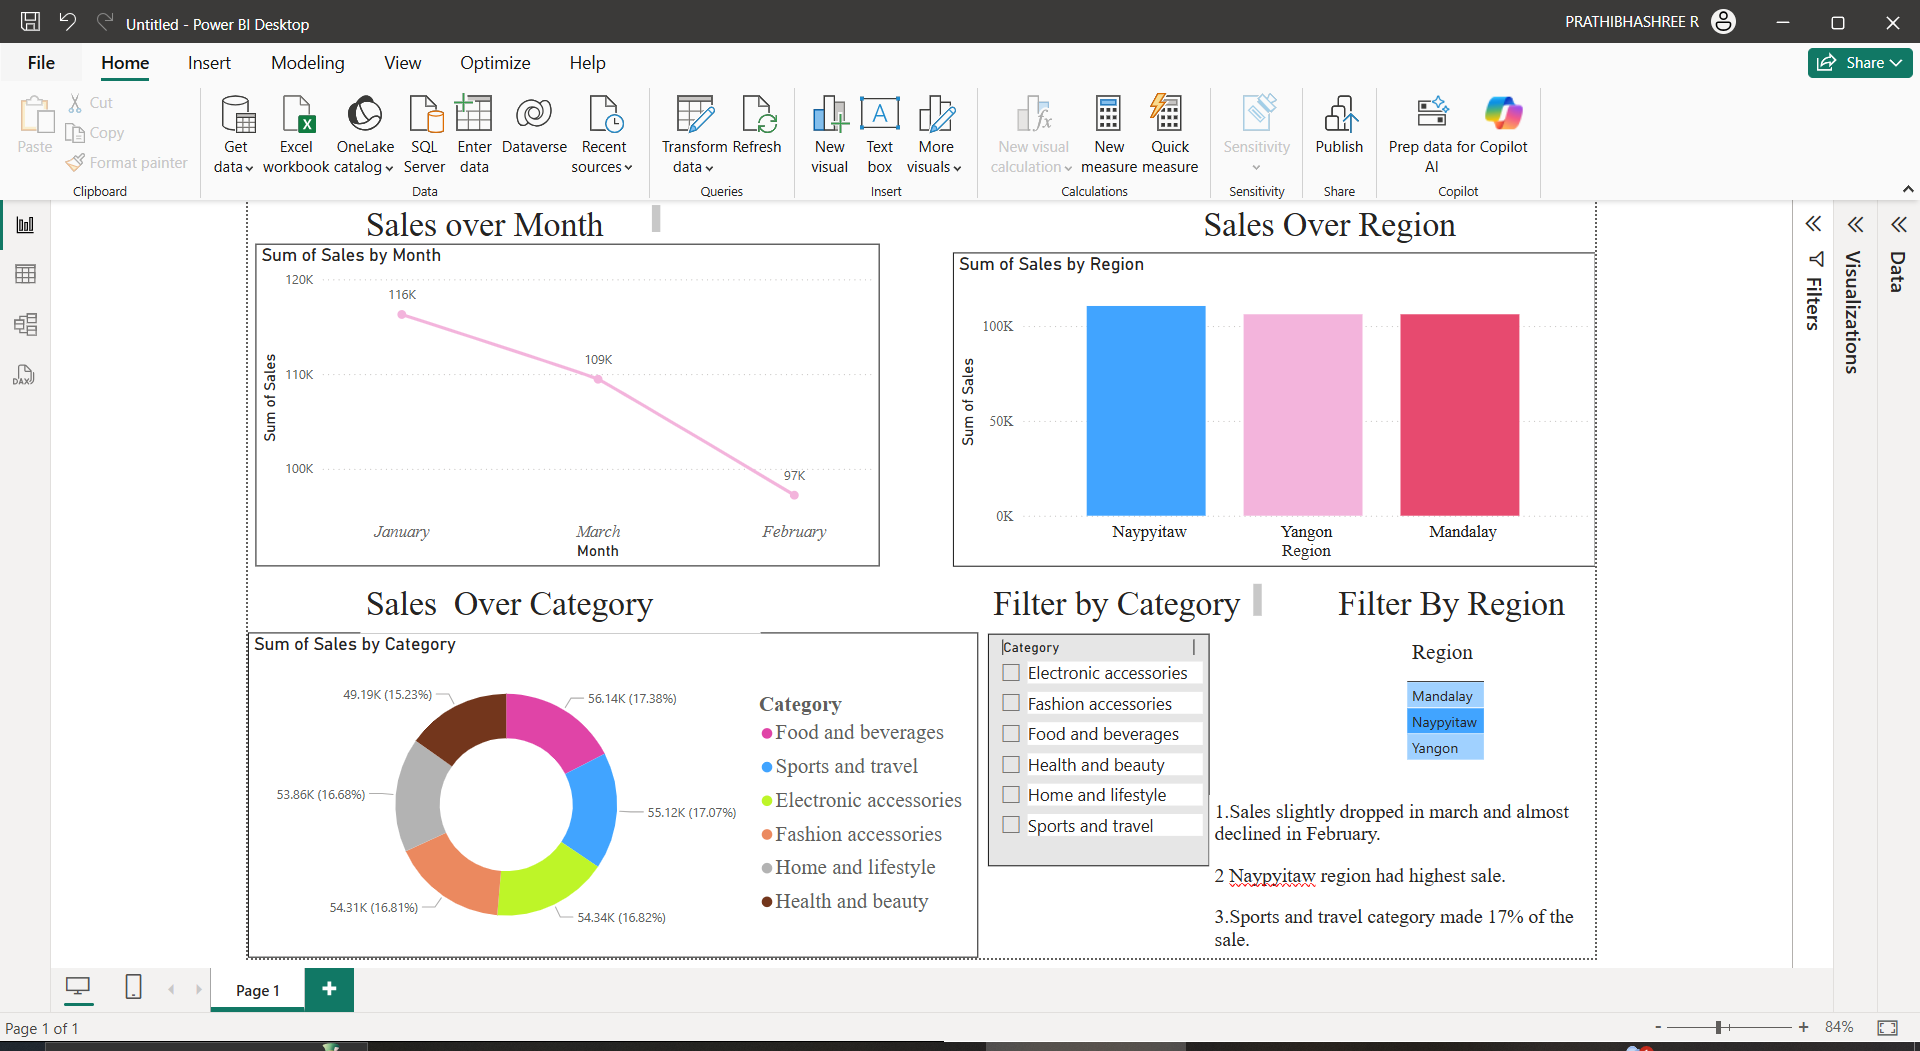 Untitled - Power BI Desktop
PRATHIBHASHREE R
File Home Insert Modeling View Optimize Help
Share
Paste
Cut
Copy
Format painter
Clipboard
Get data
Excel workbook
OneLake catalog
SQL Server
Enter data
Dataverse
Recent sources
Data
Transform data
Refresh
Queries
New visual
Text box
More visuals
Insert
New visual calculation
New measure
Quick measure
Calculations
Sensitivity
Sensitivity
Publish
Share
Prep data for AI
Copilot
Copilot
Sales over Month
Sum of Sales by Month
120K
110K
100K
Sum of Sales
116K
109K
97K
January
March
February
Month
Sales Over Region
Sum of Sales by Region
100K
50K
0K
Sum of Sales
Naypyitaw
Yangon
Mandalay
Region
Sales Over Category
Sum of Sales by Category
49.19K (15.23%)
56.14K (17.38%)
53.86K (16.68%)
55.12K (17.07%)
54.31K (16.81%)
54.34K (16.82%)
Category
Food and beverages
Sports and travel
Electronic accessories
Fashion accessories
Home and lifestyle
Health and beauty
Filter by Category
Category
Electronic accessories
Fashion accessories
Food and beverages
Health and beauty
Home and lifestyle
Sports and travel
Filter By Region
Region
Mandalay
Naypyitaw
Yangon
1.Sales slightly dropped in march and almost
declined in February.
2 Naypyitaw region had highest sale.
3.Sports and travel category made 17% of the
sale.
Filters
Visualizations
Data
DAX
Page 1
+
Page 1 of 1
- + 84%